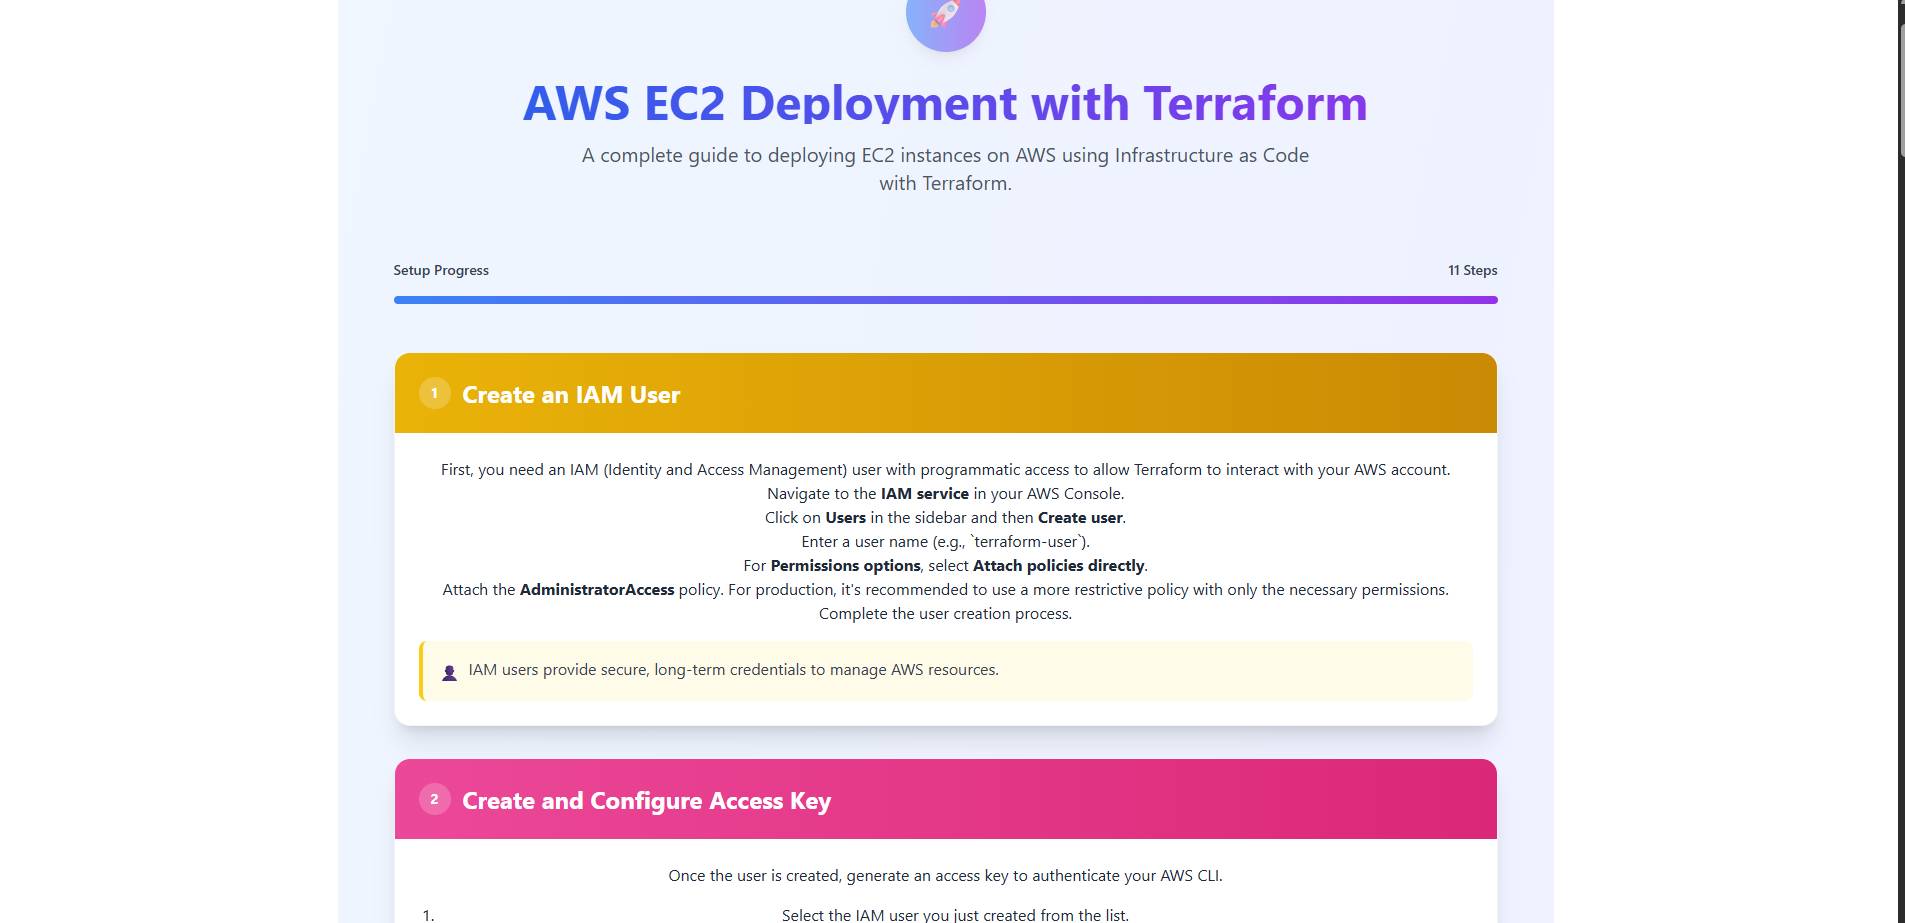 AWS EC2 Deployment with Terraform
A complete guide to deploying EC2 instances on AWS using Infrastructure as Code
with Terraform.
Setup Progress
11 Steps
1 Create an IAM User
First, you need an IAM (Identity and Access Management) user with programmatic access to allow Terraform to interact with your AWS account.
Navigate to the IAM service in your AWS Console.
Click on Users in the sidebar and then Create user.
Enter a user name (e.g., `terraform-user`).
For Permissions options, select Attach policies directly.
Attach the AdministratorAccess policy. For production, it's recommended to use a more restrictive policy with only the necessary permissions.
Complete the user creation process.
IAM users provide secure, long-term credentials to manage AWS resources.
2 Create and Configure Access Key
Once the user is created, generate an access key to authenticate your AWS CLI.
1. Select the IAM user you just created from the list.